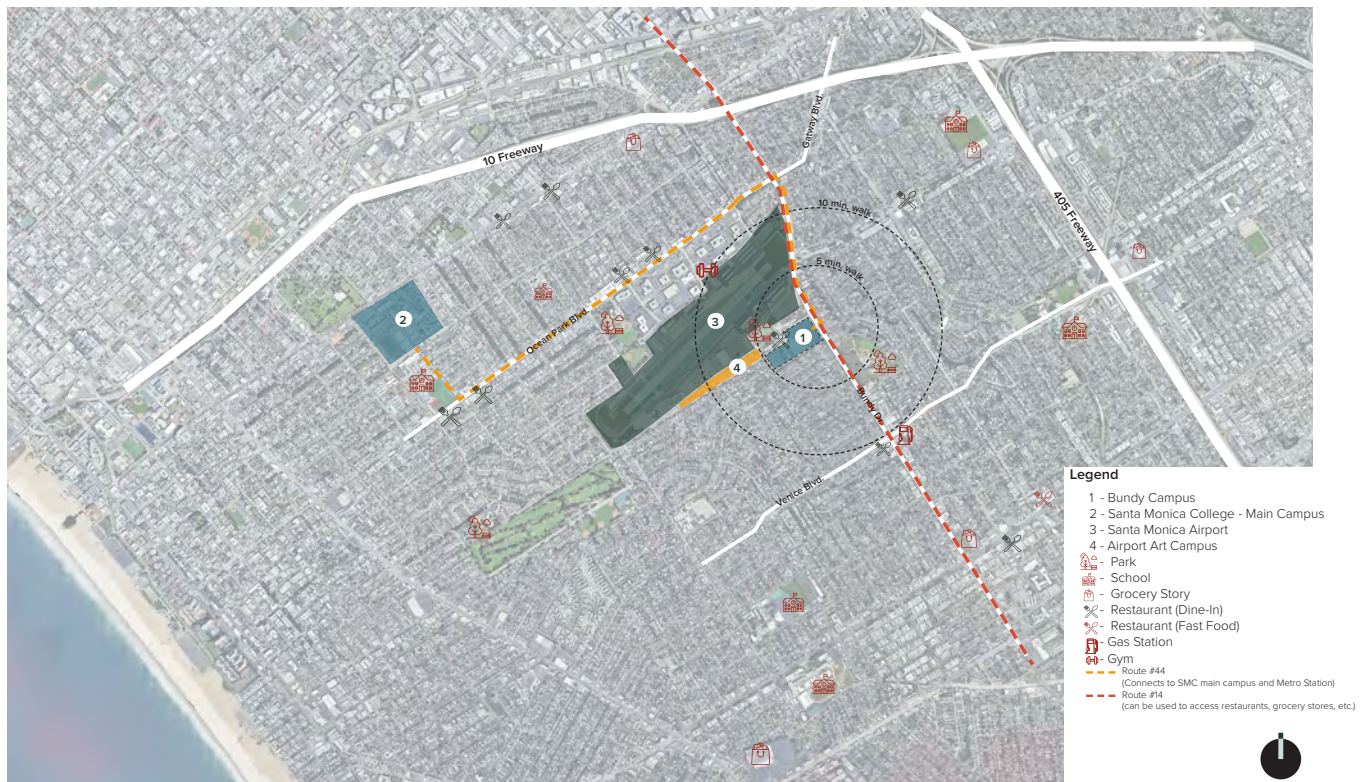 10 Freeway
Gatway Blvd.
405 Freeway
10 min. walk
5 min. walk
2
3
1
4
Ocean Park Blvd
Bundy Dr.
Venice Blvd.
Legend
1 - Bundy Campus
2 - Santa Monica College - Main Campus
3 - Santa Monica Airport
4 - Airport Art Campus
- Park
- School
- Grocery Story
- Restaurant (Dine-In)
- Restaurant (Fast Food)
- Gas Station
- Gym
Route #44
(Connects to SMC main campus and Metro Station)
Route #14
(can be used to access restaurants, grocery stores, etc.)